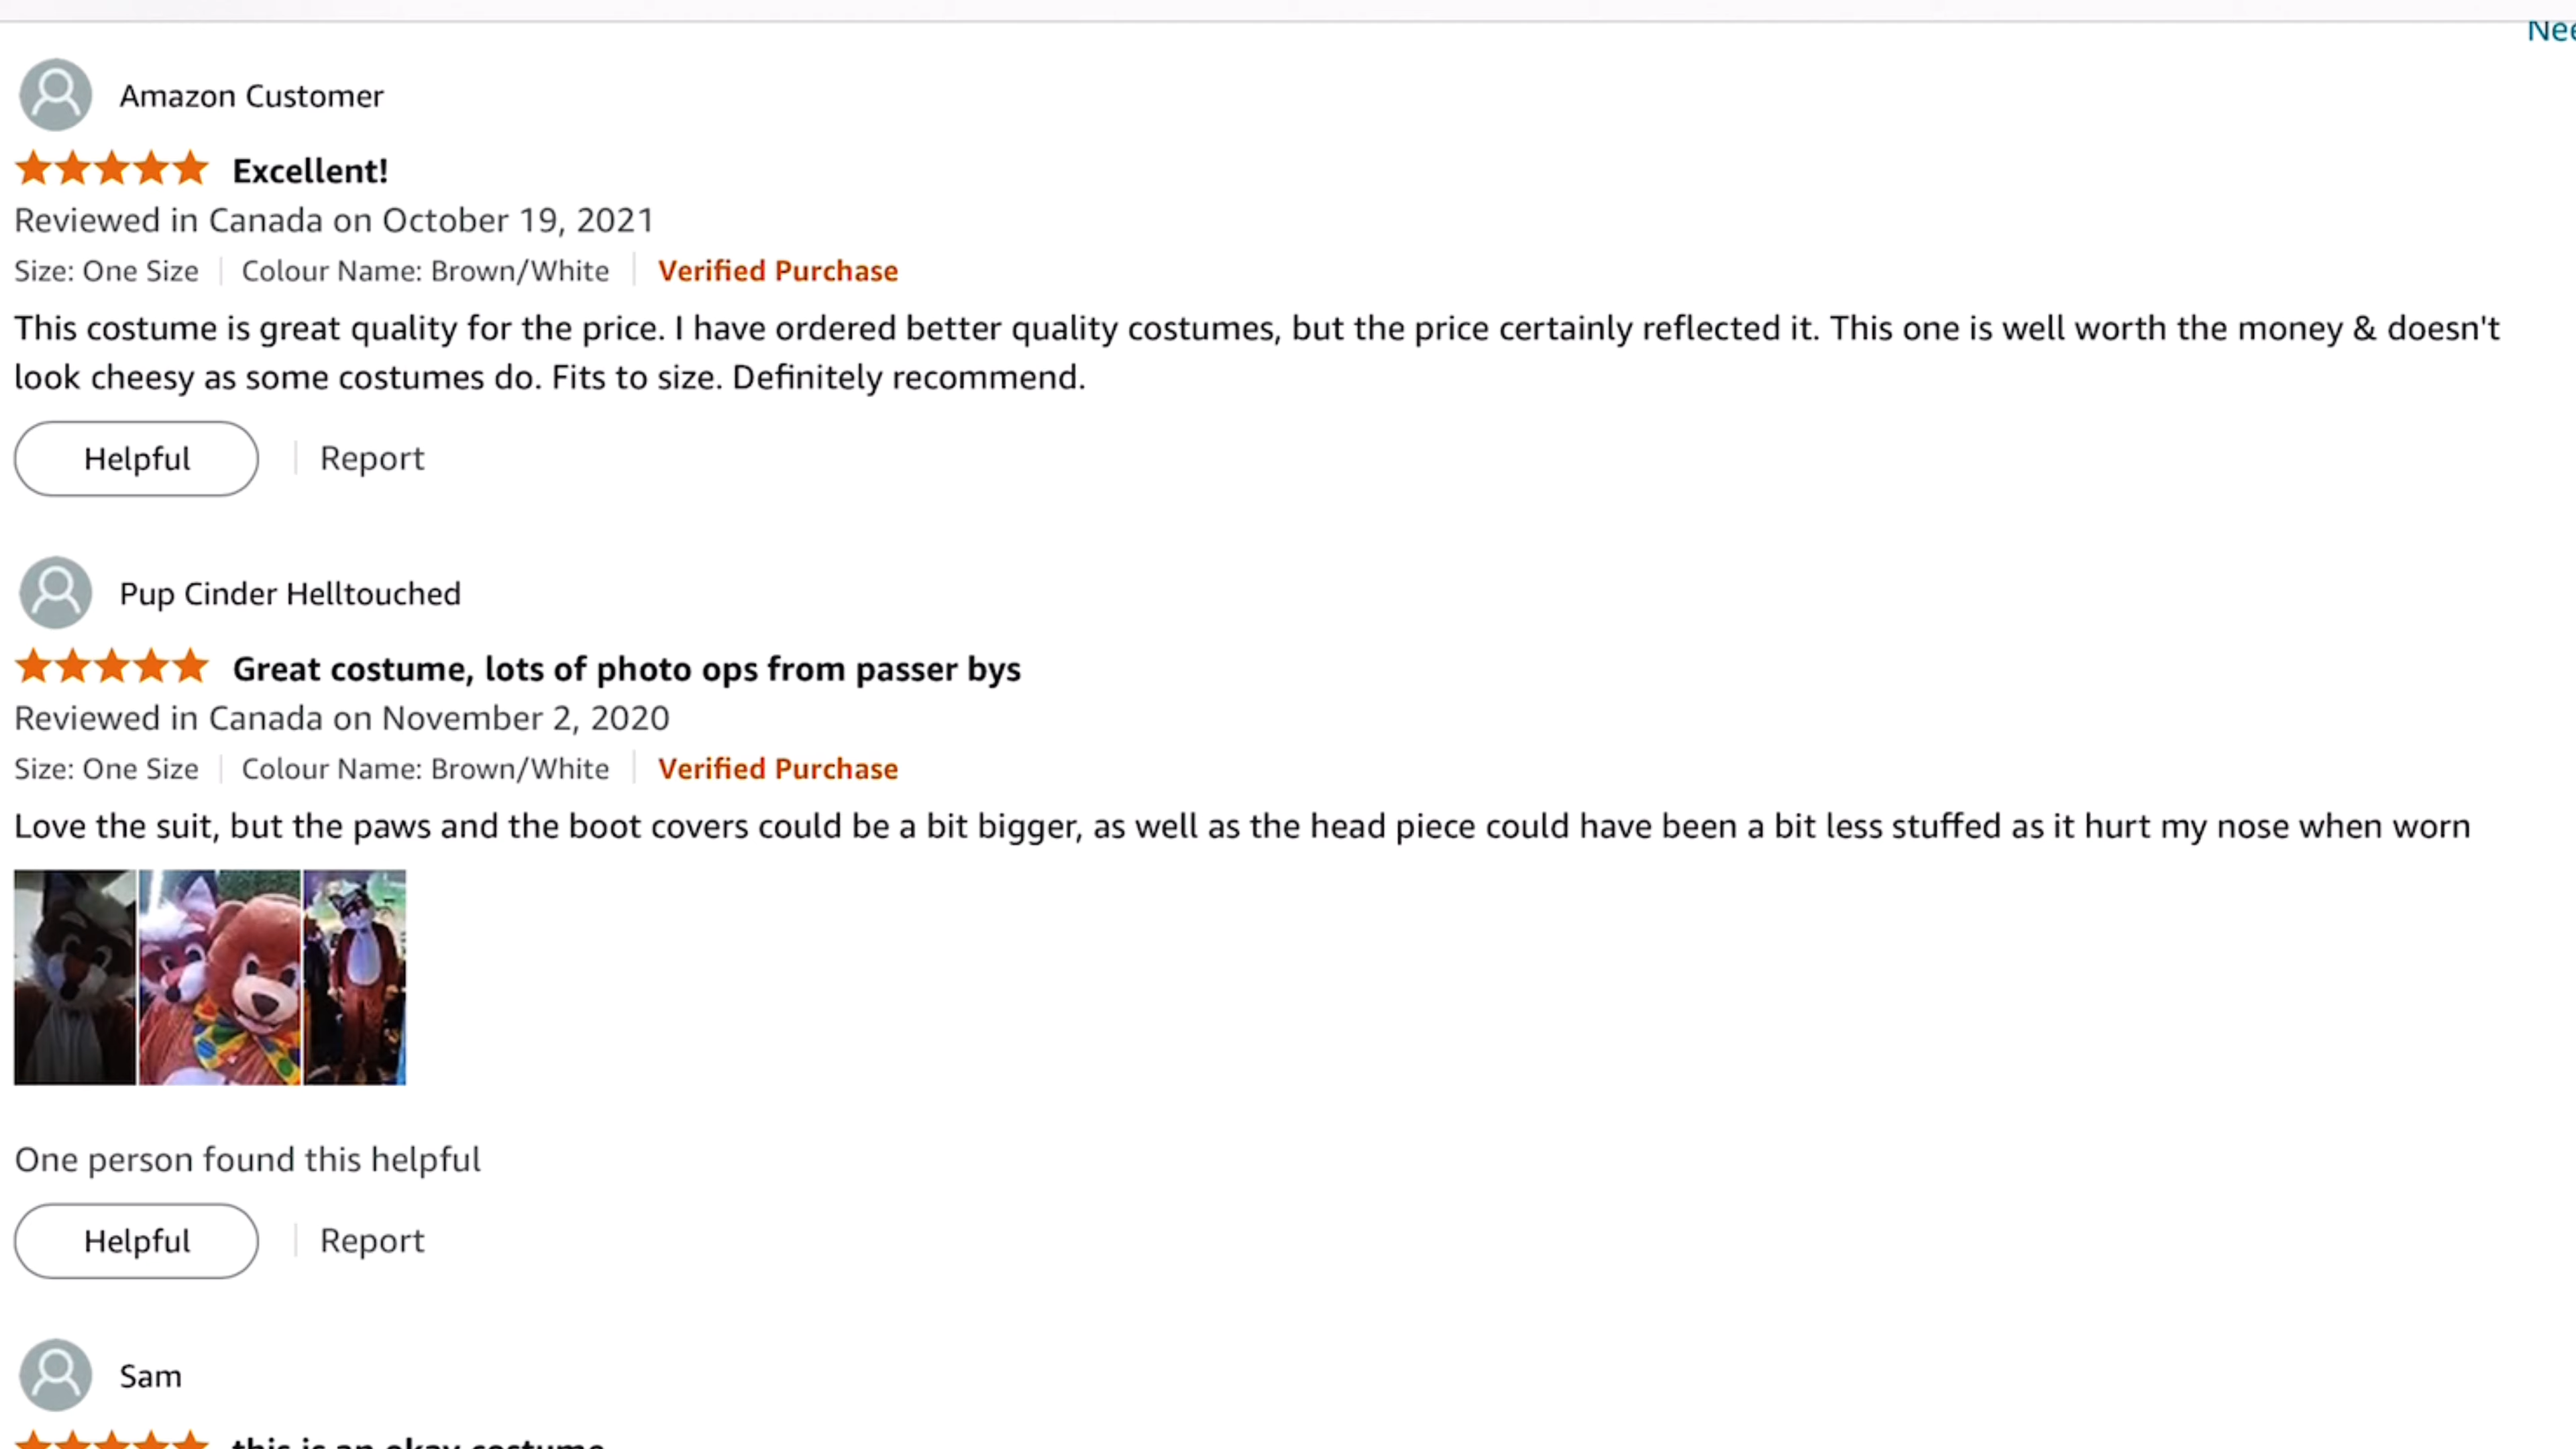 Amazon Customer
Excellent!
Reviewed in Canada on October 19, 2021
Size: One Size Colour Name: Brown/White Verified Purchase
This costume is great quality for the price. I have ordered better quality costumes, but the price certainly reflected it. This one is well worth the money & doesn't
look cheesy as some costumes do. Fits to size. Definitely recommend.
Helpful Report
Pup Cinder Helltouched
Great costume, lots of photo ops from passer bys
Reviewed in Canada on November 2, 2020
Size: One Size Colour Name: Brown/White Verified Purchase
Love the suit, but the paws and the boot covers could be a bit bigger, as well as the head piece could have been a bit less stuffed as it hurt my nose when worn
One person found this helpful
Helpful Report
Sam
this is an okay costume